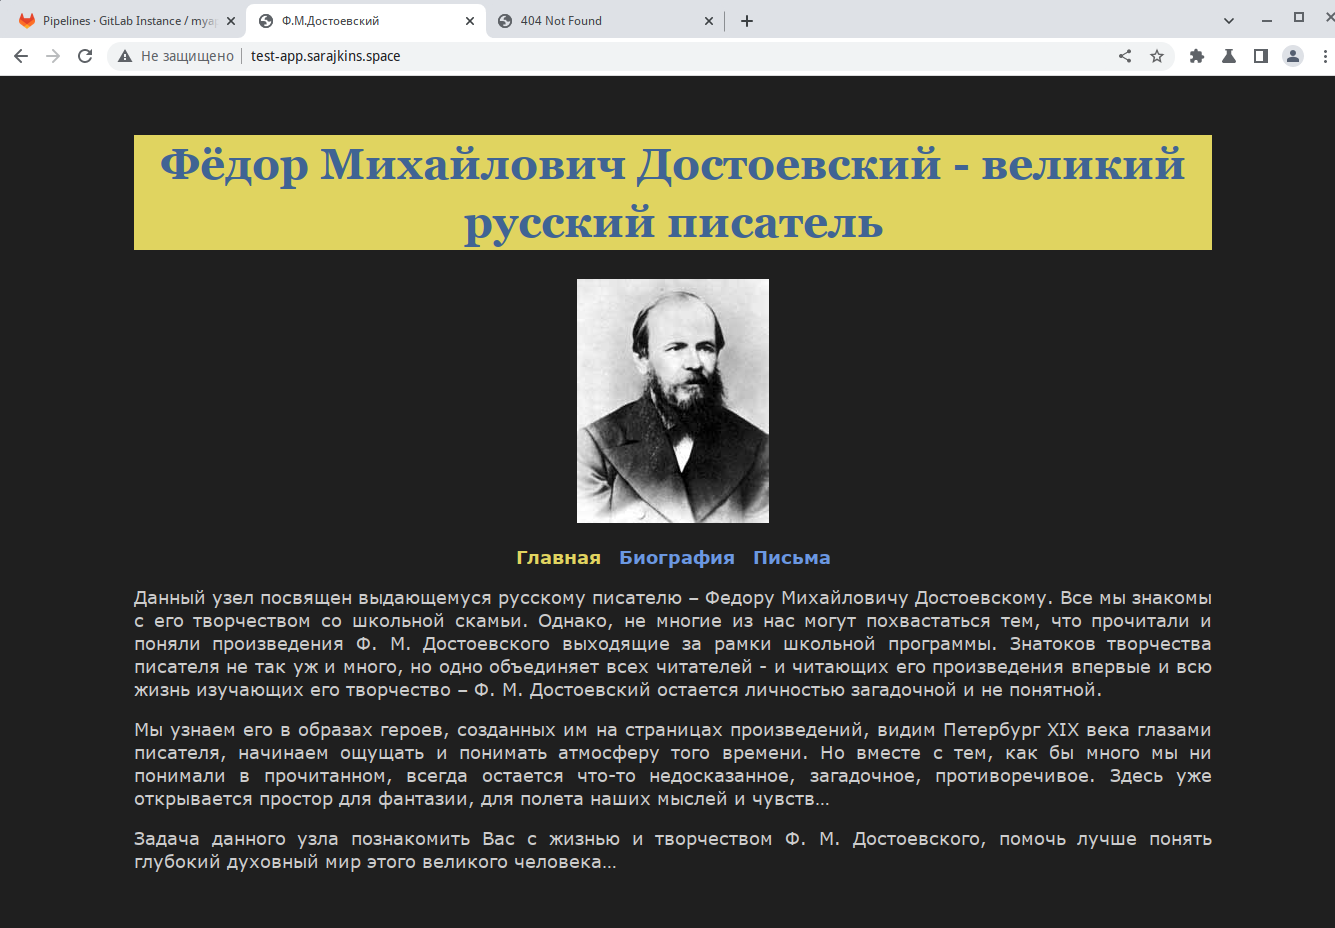 Pipelines · GitLab Instance / myap
Ф.М.Достоевский
404 Not Found
Не защищено
test-app.sarajkins.space
Фёдор Михайлович Достоевский - великий
русский писатель
Главная Биография Письма
Данный узел посвящен выдающемуся русскому писателю – Федору Михайловичу Достоевскому. Все мы знакомы
с его творчеством со школьной скамьи. Однако, не многие из нас могут похвастаться тем, что прочитали и
поняли произведения Ф. М. Достоевского выходящие за рамки школьной программы. Знатоков творчества
писателя не так уж и много, но одно объединяет всех читателей - и читающих его произведения впервые и всю
жизнь изучающих его творчество – Ф. М. Достоевский остается личностью загадочной и не понятной.
Мы узнаем его в образах героев, созданных им на страницах произведений, видим Петербург XIX века глазами
писателя, начинаем ощущать и понимать атмосферу того времени. Но вместе с тем, как бы много мы ни
понимали в прочитанном, всегда остается что-то недосказанное, загадочное, противоречивое. Здесь уже
открывается простор для фантазии, для полета наших мыслей и чувств…
Задача данного узла познакомить Вас с жизнью и творчеством Ф. М. Достоевского, помочь лучше понять
глубокий духовный мир этого великого человека…